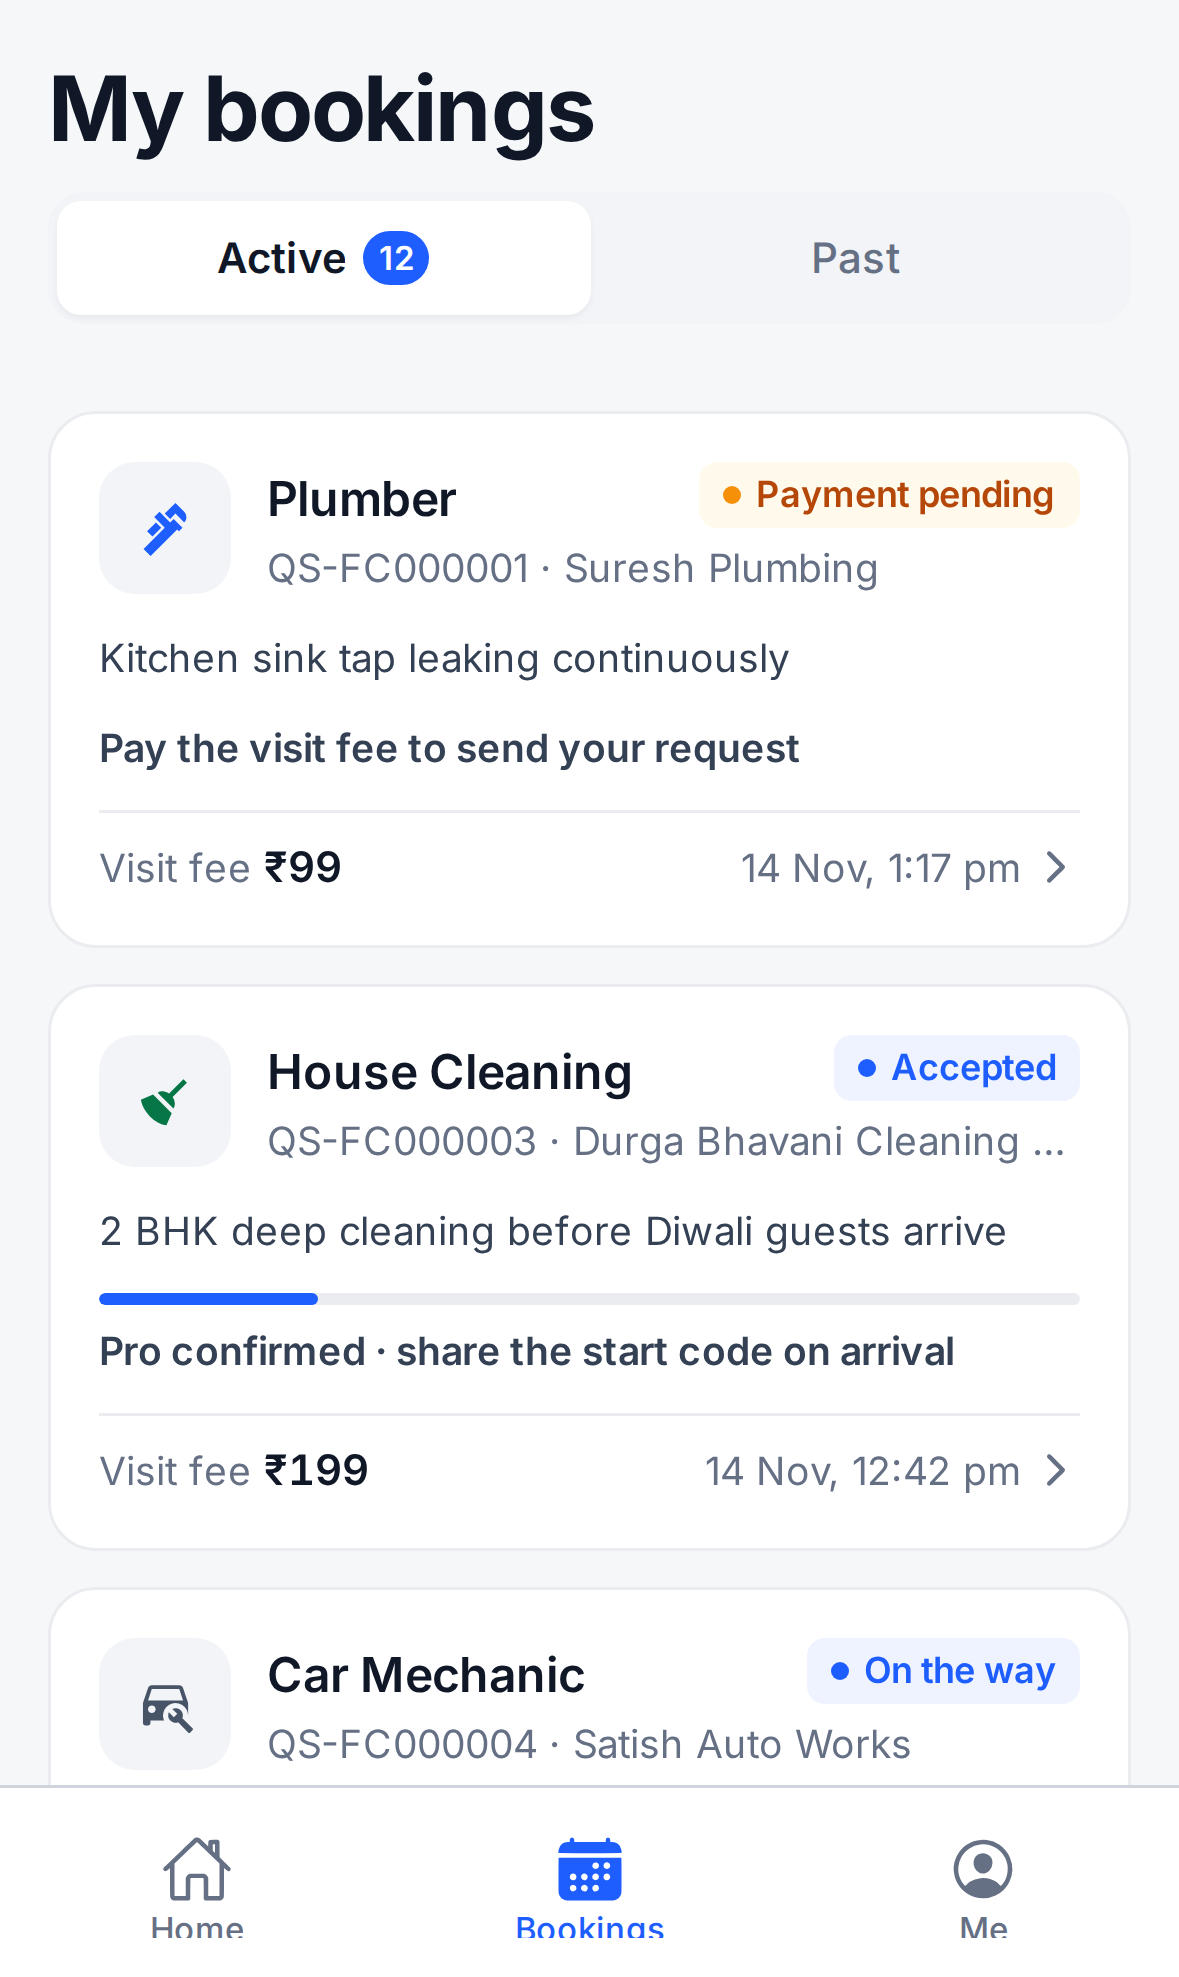 My bookings
Active 12
Past
Plumber
Payment pending
QS-FC000001 · Suresh Plumbing
Kitchen sink tap leaking continuously
Pay the visit fee to send your request
Visit fee ₹99
14 Nov, 1:17 pm
House Cleaning
Accepted
QS-FC000003 · Durga Bhavani Cleaning ...
2 BHK deep cleaning before Diwali guests arrive
Pro confirmed · share the start code on arrival
Visit fee ₹199
14 Nov, 12:42 pm
Car Mechanic
On the way
QS-FC000004 · Satish Auto Works
Home
Bookings
Me